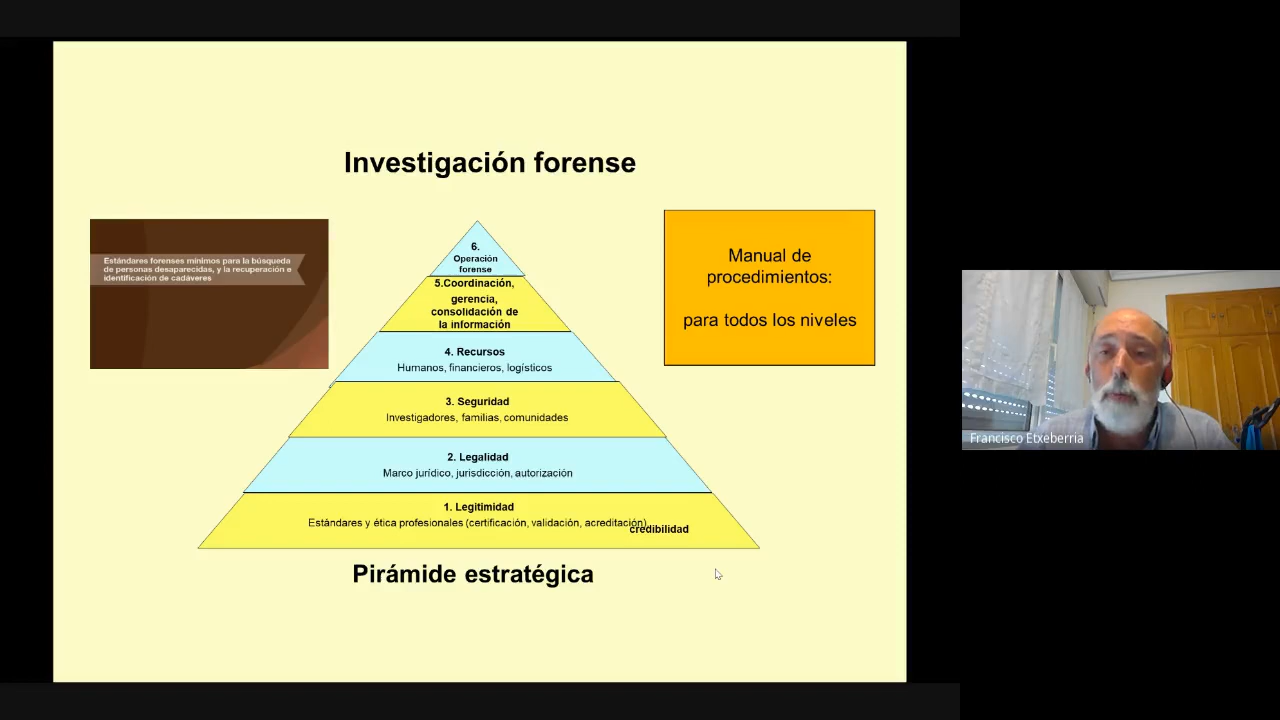 Investigación forense
Estándares forenses mínimos para la búsqueda
de personas desaparecidas, y la recuperación e
identificación de cadáveres
6.
Operación
forense
5.Coordinación,
gerencia,
consolidación de
la información
4. Recursos
Humanos, financieros, logísticos
3. Seguridad
Investigadores, familias, comunidades
2. Legalidad
Marco jurídico, jurisdicción, autorización
1. Legitimidad
Estándares y ética profesionales (certificación, validación, acreditación)
credibilidad
Pirámide estratégica
Manual de
procedimientos:
para todos los niveles
Francisco Etxeberria